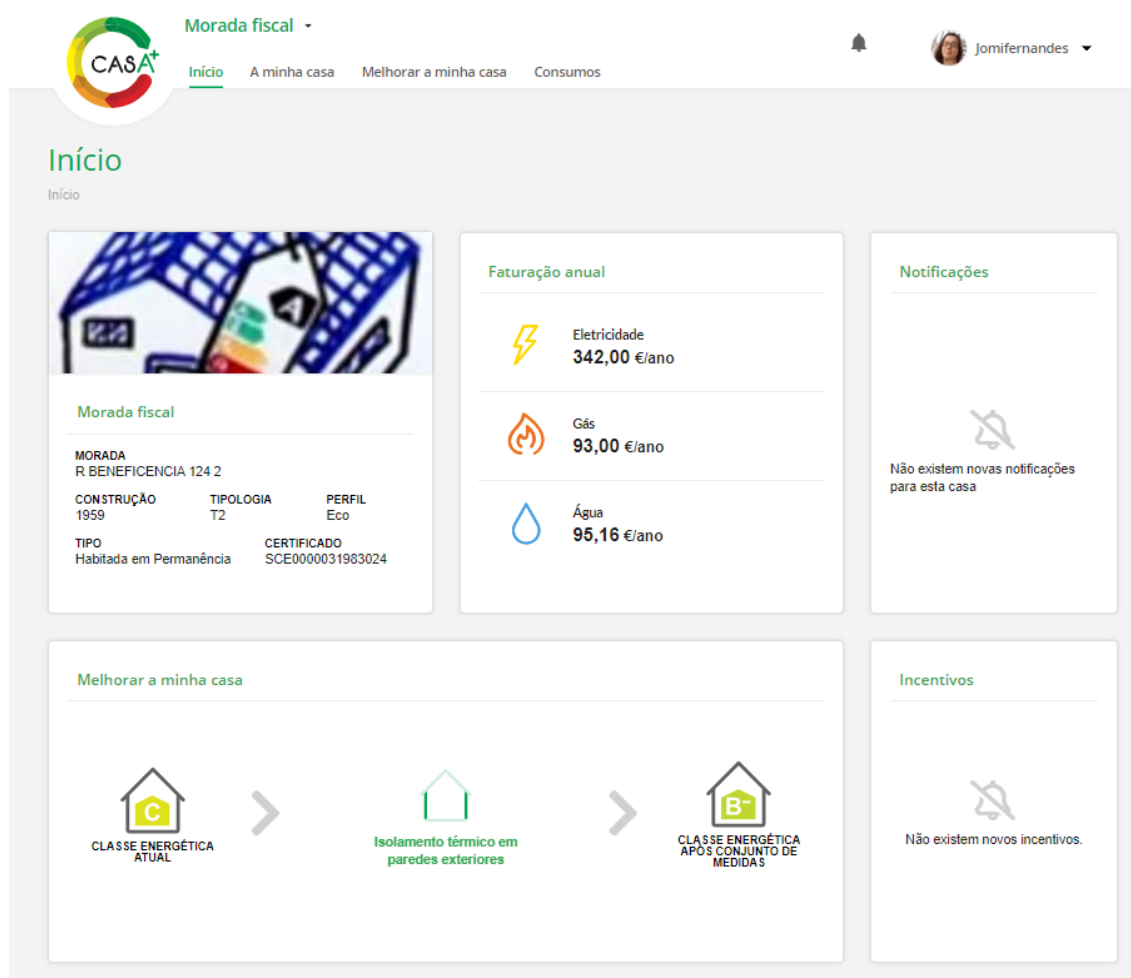 CASA+
Morada fiscal
Início A minha casa Melhorar a minha casa Consumos
Jomifernandes
Início
Início
A
Morada fiscal
MORADA
R BENEFICENCIA 124 2
CONSTRUÇÃO TIPOLOGIA PERFIL
1959 T2 Eco
TIPO CERTIFICADO
Habitada em Permanência SCE0000031983024
Faturação anual
Eletricidade
342,00 €/ano
Gás
93,00 €/ano
Água
95,16 €/ano
Notificações
Não existem novas notificações
para esta casa
Melhorar a minha casa
C
CLASSE ENERGÉTICA
ATUAL
Isolamento térmico em
paredes exteriores
B-
CLASSE ENERGÉTICA
APÓS CONJUNTO DE
MEDIDAS
Incentivos
Não existem novos incentivos.